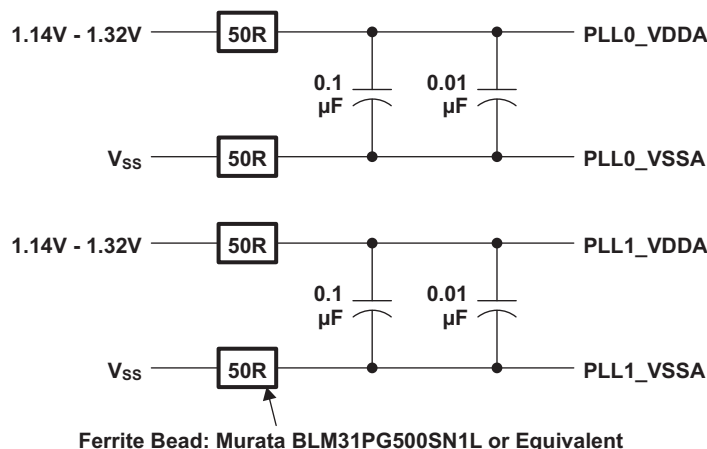 1.14V - 1.32V 50R PLL0_VDDA
0.1 µF 0.01 µF
VSS 50R PLL0_VSSA
1.14V - 1.32V 50R PLL1_VDDA
0.1 µF 0.01 µF
VSS 50R PLL1_VSSA
Ferrite Bead: Murata BLM31PG500SN1L or Equivalent